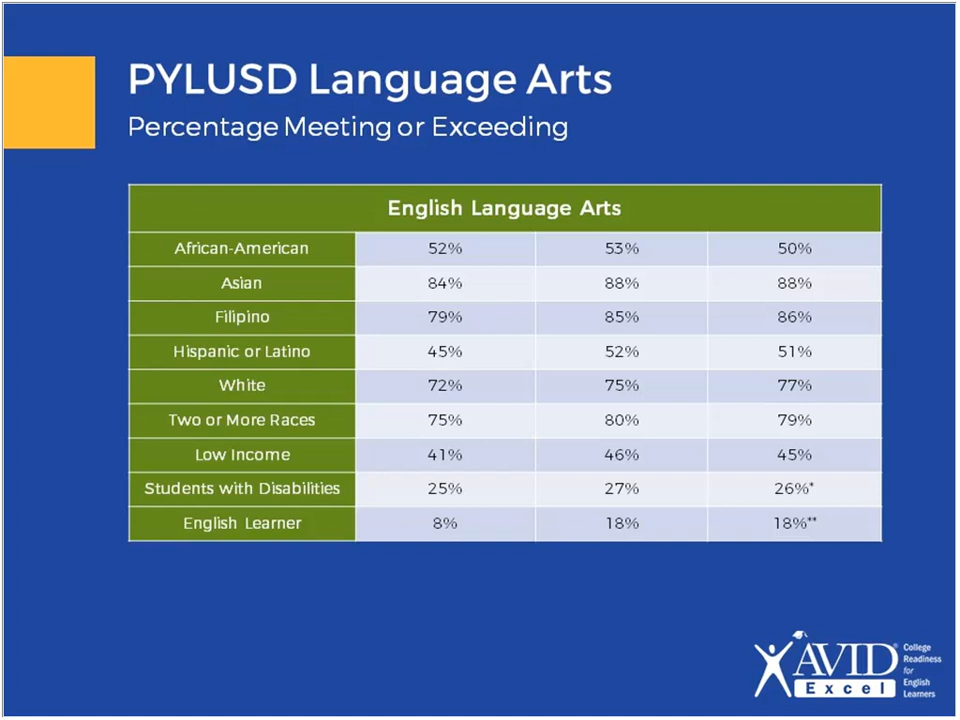 PYLUSD Language Arts
Percentage Meeting or Exceeding
English Language Arts
African-American 52% 53% 50%
Asian 84% 88% 88%
Filipino 79% 85% 86%
Hispanic or Latino 45% 52% 51%
White 72% 75% 77%
Two or More Races 75% 80% 79%
Low Income 41% 46% 45%
Students with Disabilities 25% 27% 26%*
English Learner 8% 18% 18%**
AVID®
Excel
College
Readiness
for
English
Learners